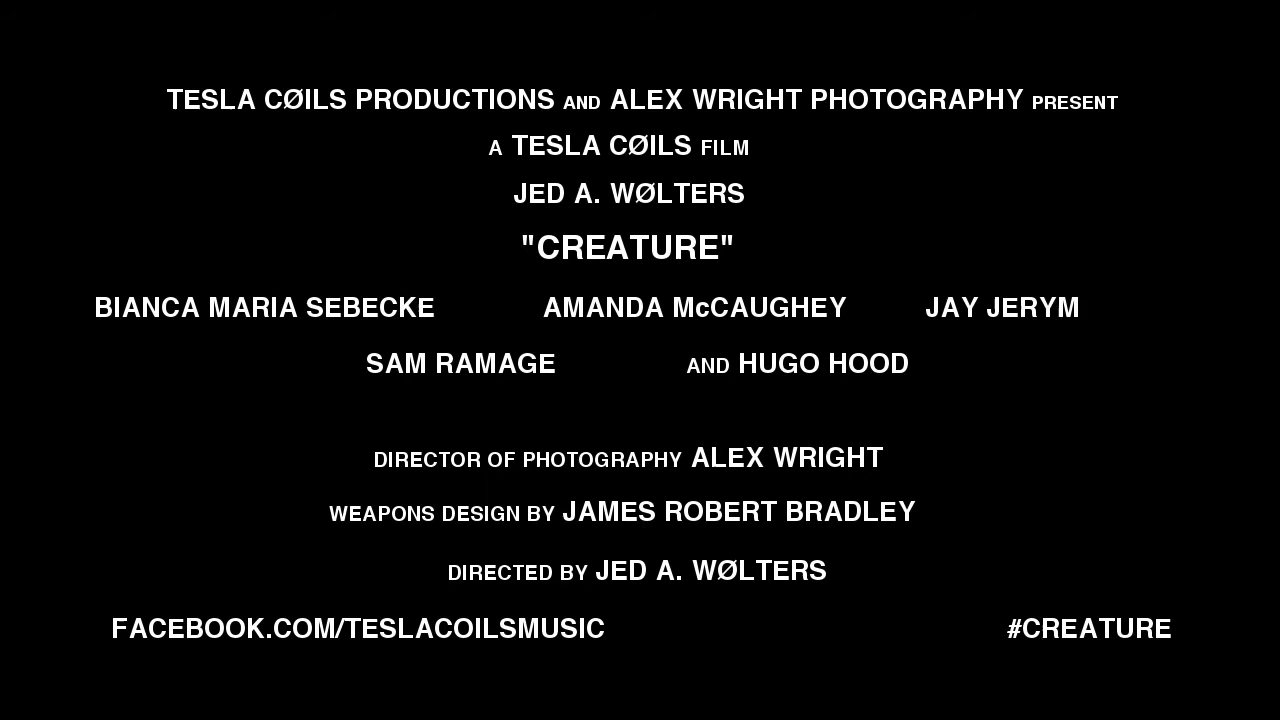 TESLA CØILS PRODUCTIONS AND ALEX WRIGHT PHOTOGRAPHY PRESENT
A TESLA CØILS FILM
JED A. WØLTERS
"CREATURE"
BIANCA MARIA SEBECKE AMANDA McCAUGHEY JAY JERYM
SAM RAMAGE AND HUGO HOOD
DIRECTOR OF PHOTOGRAPHY ALEX WRIGHT
WEAPONS DESIGN BY JAMES ROBERT BRADLEY
DIRECTED BY JED A. WØLTERS
FACEBOOK.COM/TESLACOILSMUSIC #CREATURE